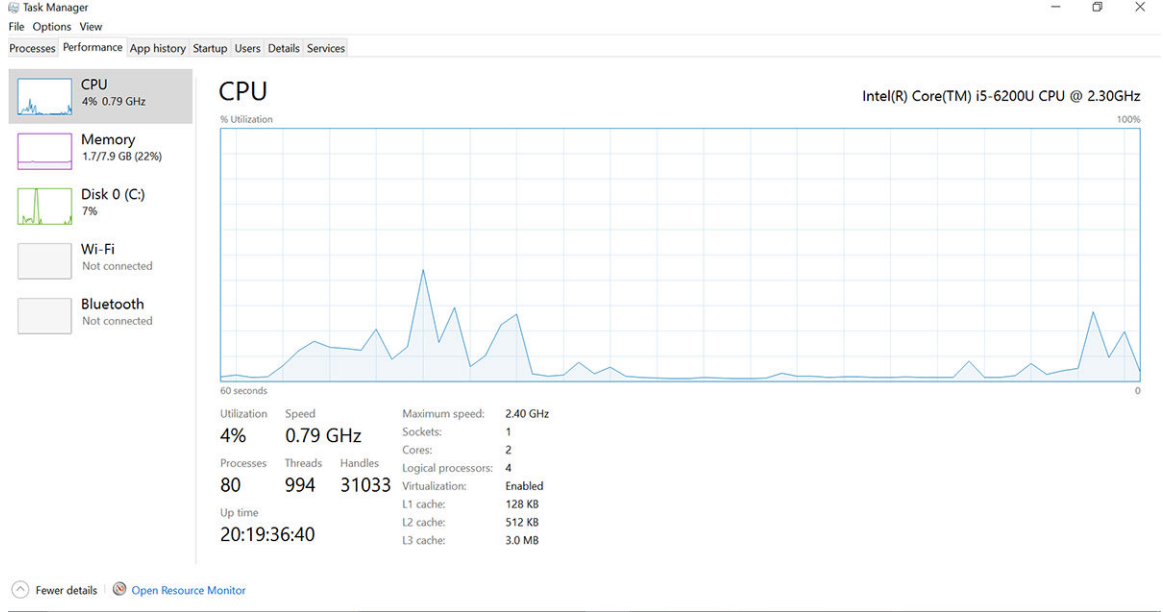 Task Manager
File Options View
Processes Performance App history Startup Users Details Services
CPU
4% 0.79 GHz
Memory
1.7/7.9 GB (22%)
Disk 0 (C:)
7%
Wi-Fi
Not connected
Bluetooth
Not connected
CPU
Intel(R) Core(TM) i5-6200U CPU @ 2.30GHz
% Utilization 100%
60 seconds 0
Utilization Speed
4% 0.79 GHz
Processes Threads Handles
80 994 31033
Up time
20:19:36:40
Maximum speed: 2.40 GHz
Sockets: 1
Cores: 2
Logical processors: 4
Virtualization: Enabled
L1 cache: 128 KB
L2 cache: 512 KB
L3 cache: 3.0 MB
Fewer details Open Resource Monitor